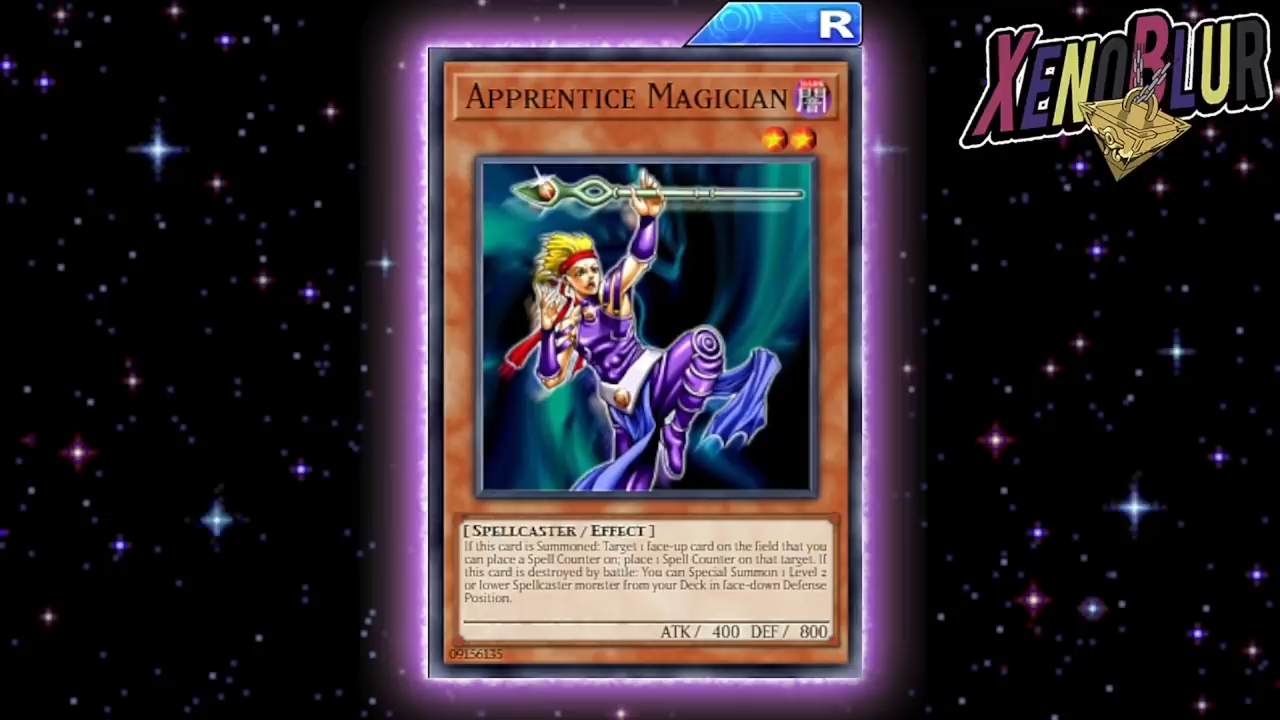 R
XENOBLUR
APPRENTICE MAGICIAN
DARK
闇
[ SPELLCASTER / EFFECT ]
If this card is Summoned: Target 1 face-up card on the field that you
can place a Spell Counter on; place 1 Spell Counter on that target. If
this card is destroyed by battle: You can Special Summon 1 Level 2
or lower Spellcaster monster from your Deck in face-down Defense
Position.
ATK / 400 DEF / 800
09156135